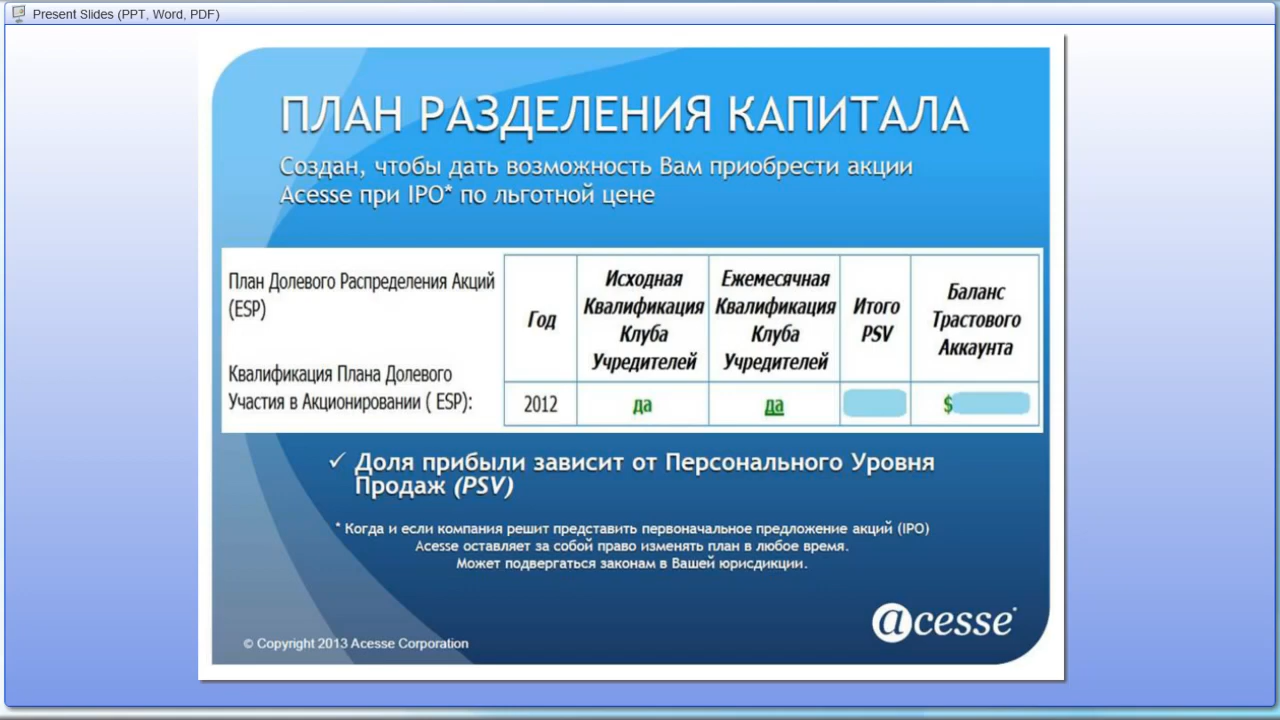 Present Slides (PPT, Word, PDF)
ПЛАН РАЗДЕЛЕНИЯ КАПИТАЛА
Создан, чтобы дать возможность Вам приобрести акции
Acesse при IPO* по льготной цене
План Долевого Распределения Акций
(ESP)
Квалификация Плана Долевого
Участия в Акционировании ( ESP):
Год
Исходная
Квалификация
Клуба
Учредителей
Ежемесячная
Квалификация
Клуба
Учредителей
Итого
PSV
Баланс
Трастового
Аккаунта
2012
да
да
$
✓ Доля прибыли зависит от Персонального Уровня
Продаж (PSV)
* Когда и если компания решит представить первоначальное предложение акций (IPO)
Acesse оставляет за собой право изменять план в любое время.
Может подвергаться законам в Вашей юрисдикции.
acesse
© Copyright 2013 Acesse Corporation